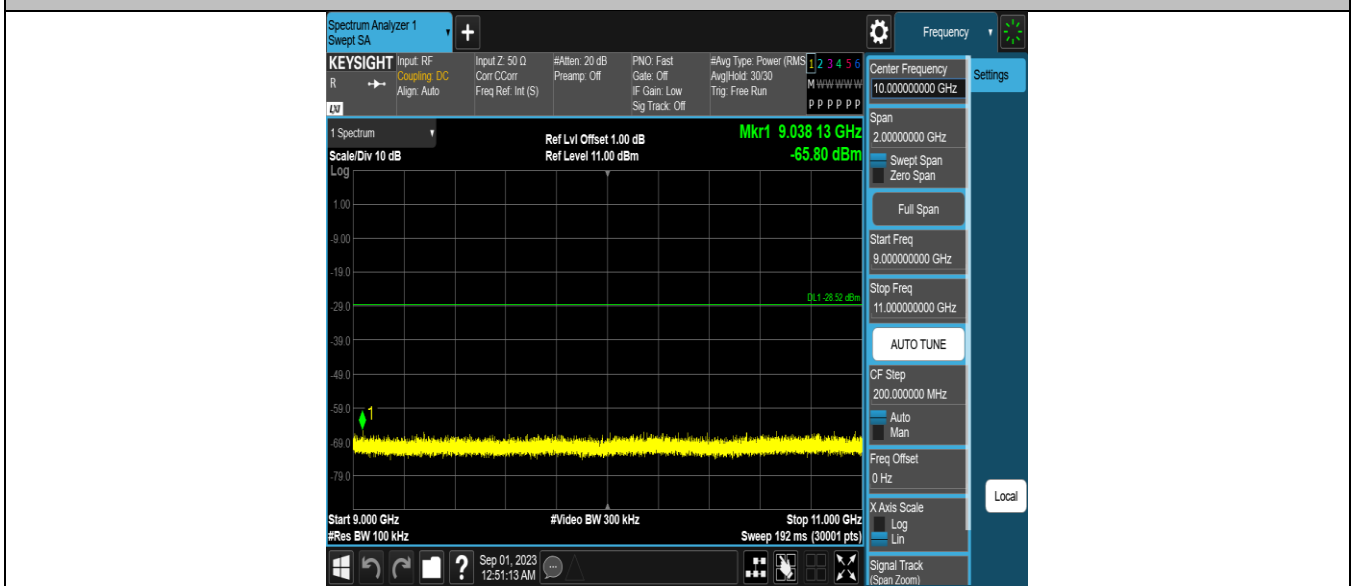 Spectrum Analyzer 1
Swept SA
+
Frequency
KEYSIGHT
R
LXI
Input: RF
Coupling: DC
Align: Auto
Input Z: 50 Ω
Corr CCorr
Freq Ref: Int (S)
#Atten: 20 dB
Preamp: Off
PNO: Fast
Gate: Off
IF Gain: Low
Sig Track: Off
#Avg Type: Power (RMS
Avg|Hold: 30/30
Trig: Free Run
1 2 3 4 5 6
M W W W W W
P P P P P P
1 Spectrum
Scale/Div 10 dB
Log
Ref Lvl Offset 1.00 dB
Ref Level 11.00 dBm
Mkr1 9.038 13 GHz
-65.80 dBm
1.00
-9.00
-19.0
-29.0
-39.0
-49.0
-59.0
-69.0
-79.0
DL1 -28.52 dBm
1
Start 9.000 GHz
#Res BW 100 kHz
#Video BW 300 kHz
Stop 11.000 GHz
Sweep 192 ms (30001 pts)
Center Frequency
10.000000000 GHz
Settings
Span
2.00000000 GHz
Swept Span
Zero Span
Full Span
Start Freq
9.000000000 GHz
Stop Freq
11.000000000 GHz
AUTO TUNE
CF Step
200.000000 MHz
Auto
Man
Freq Offset
0 Hz
X Axis Scale
Log
Lin
Signal Track
(Span Zoom)
Local
?
Sep 01, 2023
12:51:13 AM